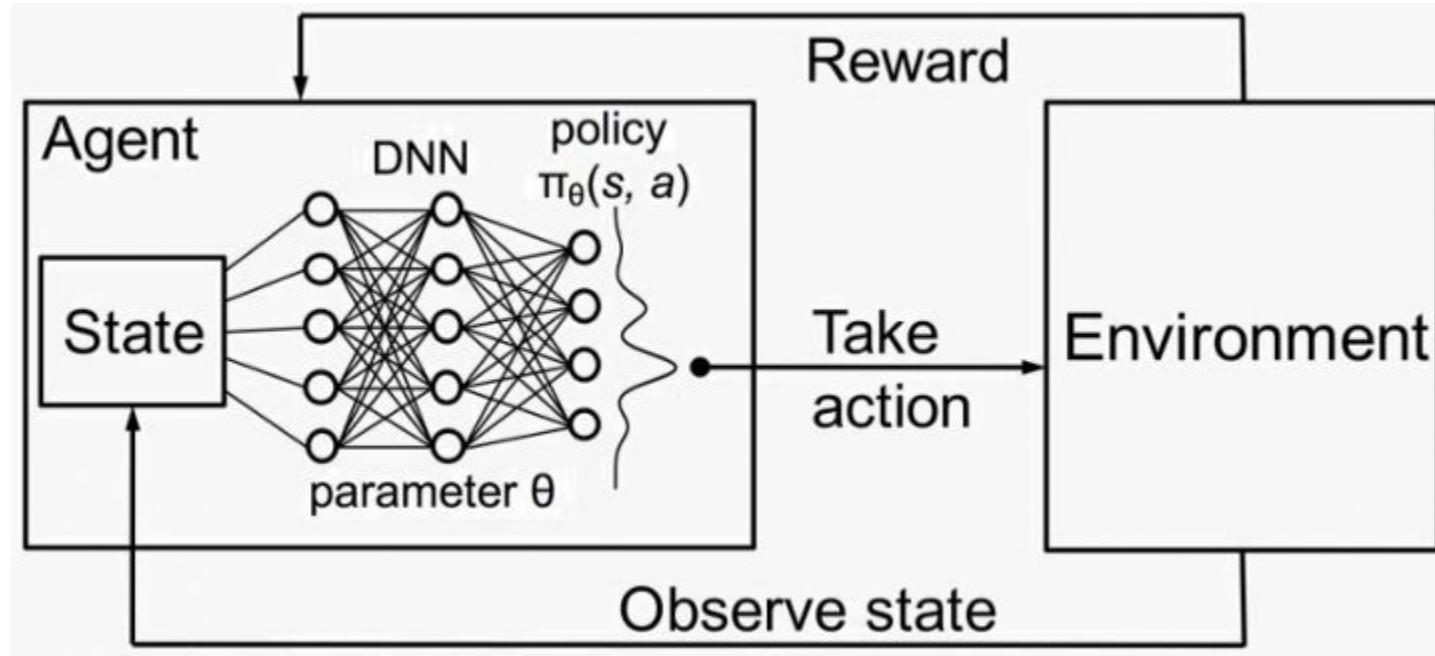 Reward
Agent
policy
DNN
πθ(s, a)
State
Take
action
Environment
parameter θ
Observe state